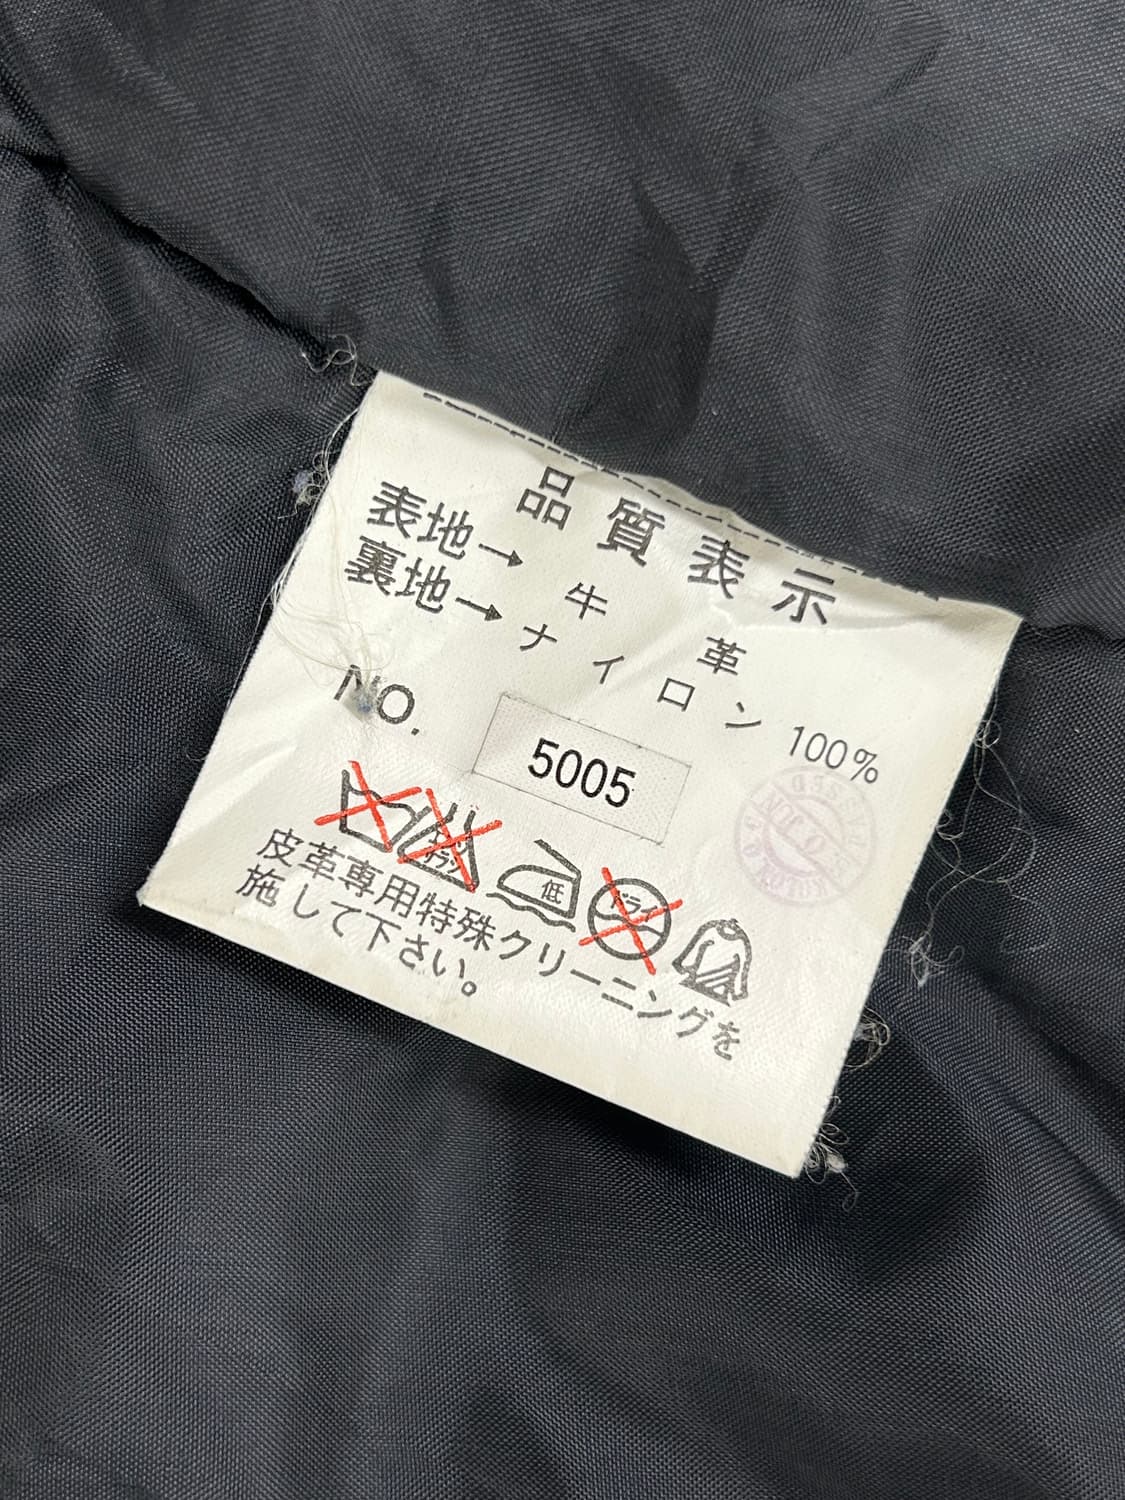 品質表示
表地→ 牛革
裏地→ ナイロン 100%
NO. 5005
低 ドライ
皮革専用特殊クリーニングを
施して下さい。